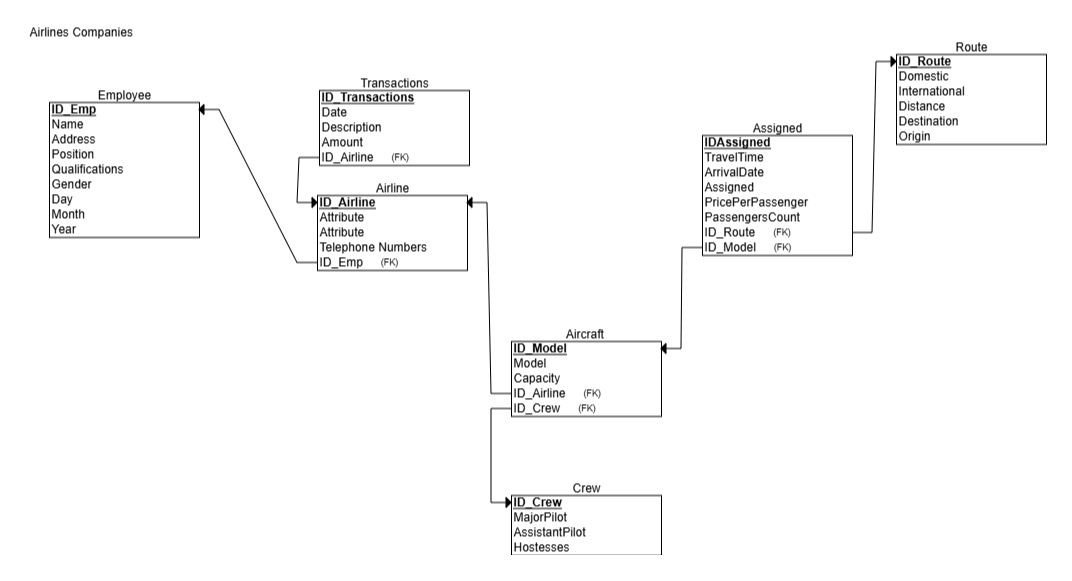 Airlines Companies
Employee
ID_Emp
Name
Address
Position
Qualifications
Gender
Day
Month
Year
Transactions
ID_Transactions
Date
Description
Amount
ID_Airline (FK)
Airline
ID_Airline
Attribute
Attribute
Telephone Numbers
ID_Emp (FK)
Route
ID_Route
Domestic
International
Distance
Destination
Origin
Assigned
IDAssigned
TravelTime
ArrivalDate
Assigned
PricePerPassenger
PassengersCount
ID_Route (FK)
ID_Model (FK)
Aircraft
ID_Model
Model
Capacity
ID_Airline (FK)
ID_Crew (FK)
Crew
ID_Crew
MajorPilot
AssistantPilot
Hostesses